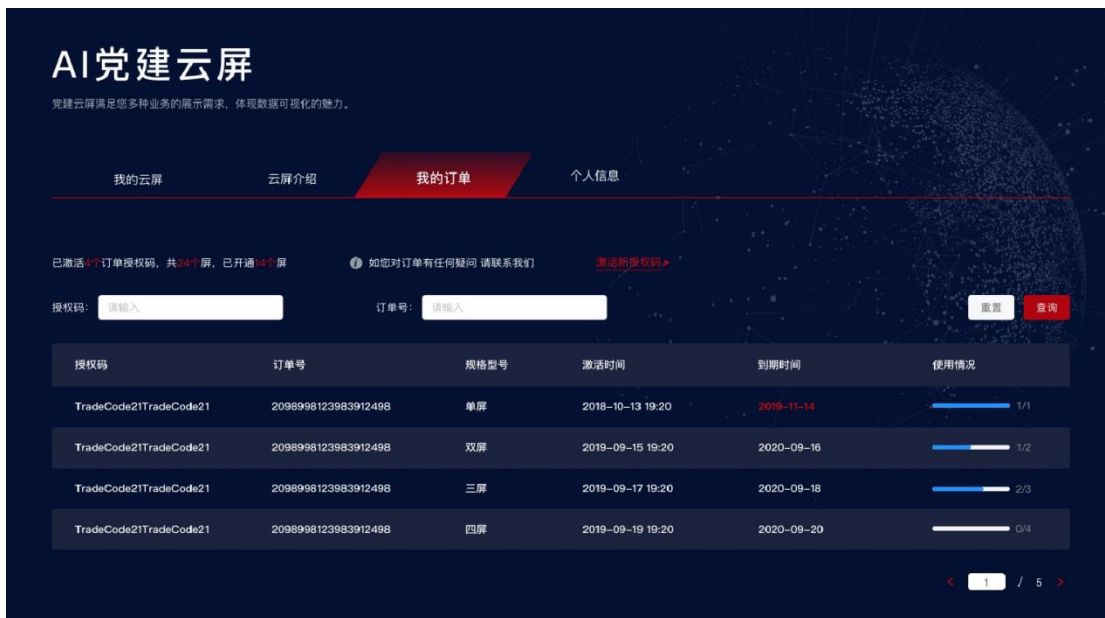 AI党建云屏
党建云屏满足您多种业务的展示需求，体现数据可视化的魅力。
我的云屏 云屏介绍 我的订单 个人信息
已激活4个订单授权码，共24个屏，已开通14个屏 如您对订单有任何疑问 请联系我们 激活新授权码
授权码： 请输入 订单号： 请输入 重置 查询
授权码 订单号 规格型号 激活时间 到期时间 使用情况
TradeCode21TradeCode21 2098998123983912498 单屏 2018-10-13 19:20 2019-11-14 1/1
TradeCode21TradeCode21 2098998123983912498 双屏 2019-09-15 19:20 2020-09-16 1/2
TradeCode21TradeCode21 2098998123983912498 三屏 2019-09-17 19:20 2020-09-18 2/3
TradeCode21TradeCode21 2098998123983912498 四屏 2019-09-19 19:20 2020-09-20 0/4
< 1 / 5 >